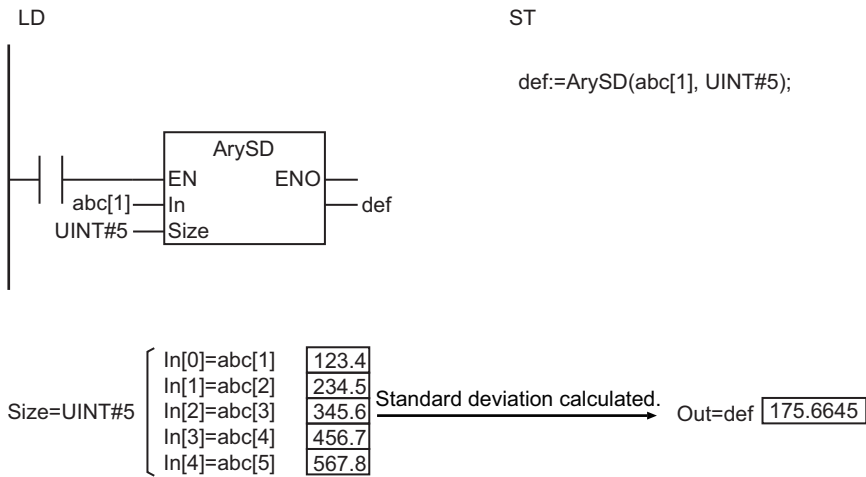 LD
ST
def:=ArySD(abc[1], UINT#5);
ArySD
EN ENO
abc[1] In def
UINT#5 Size
In[0]=abc[1] 123.4
In[1]=abc[2] 234.5
Size=UINT#5 In[2]=abc[3] 345.6 Standard deviation calculated. Out=def 175.6645
In[3]=abc[4] 456.7
In[4]=abc[5] 567.8